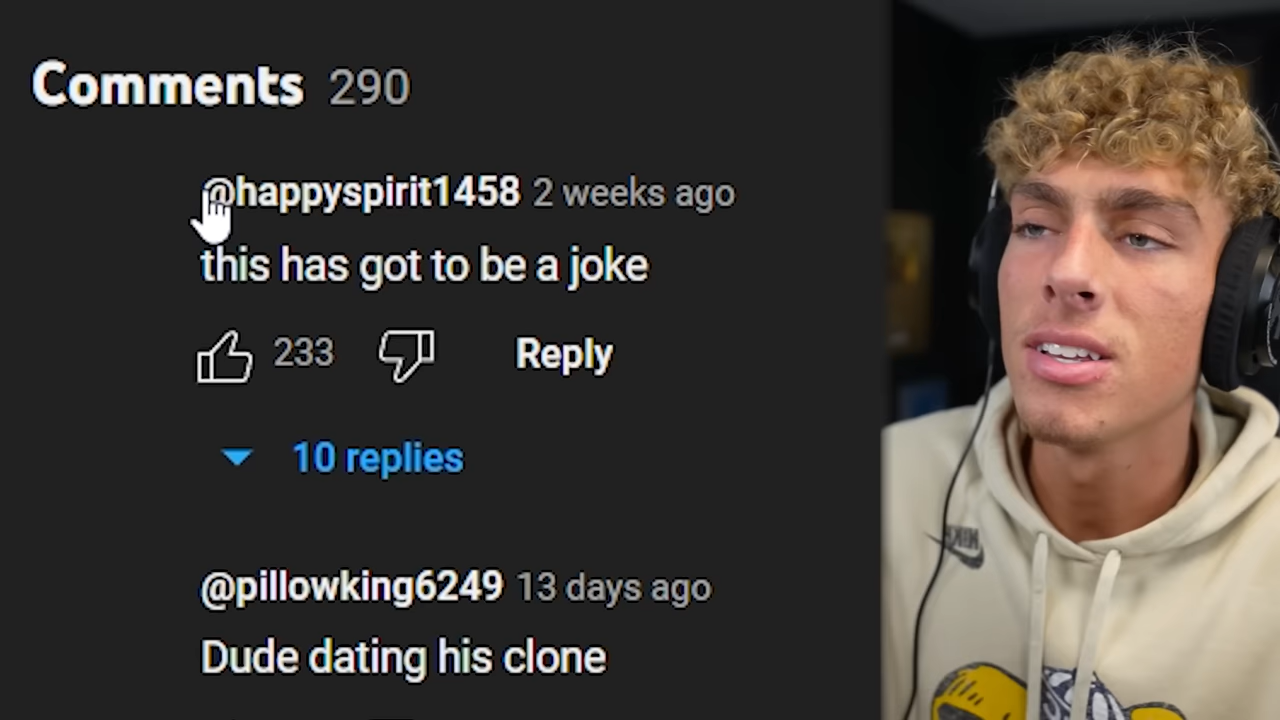 Comments 290
@happyspirit1458 2 weeks ago
this has got to be a joke
233 Reply
10 replies
@pillowking6249 13 days ago
Dude dating his clone